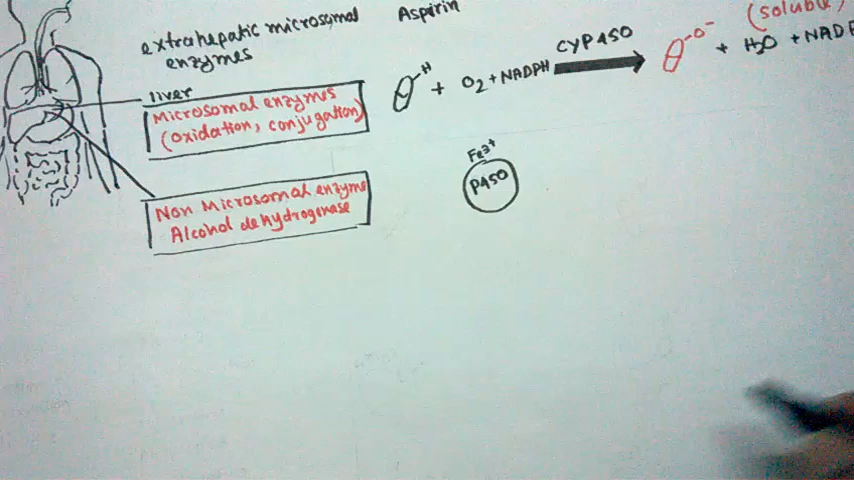 extrahepatic microsomal
enzymes
liver
Microsomal enzymes
(oxidation, conjugation)
Non Microsomal enzyme
Alcohol dehydrogenase
Aspirin
H + O2 + NADPH
CYP450
(soluble)
O- + H2O + NADP
Fe3+
P450